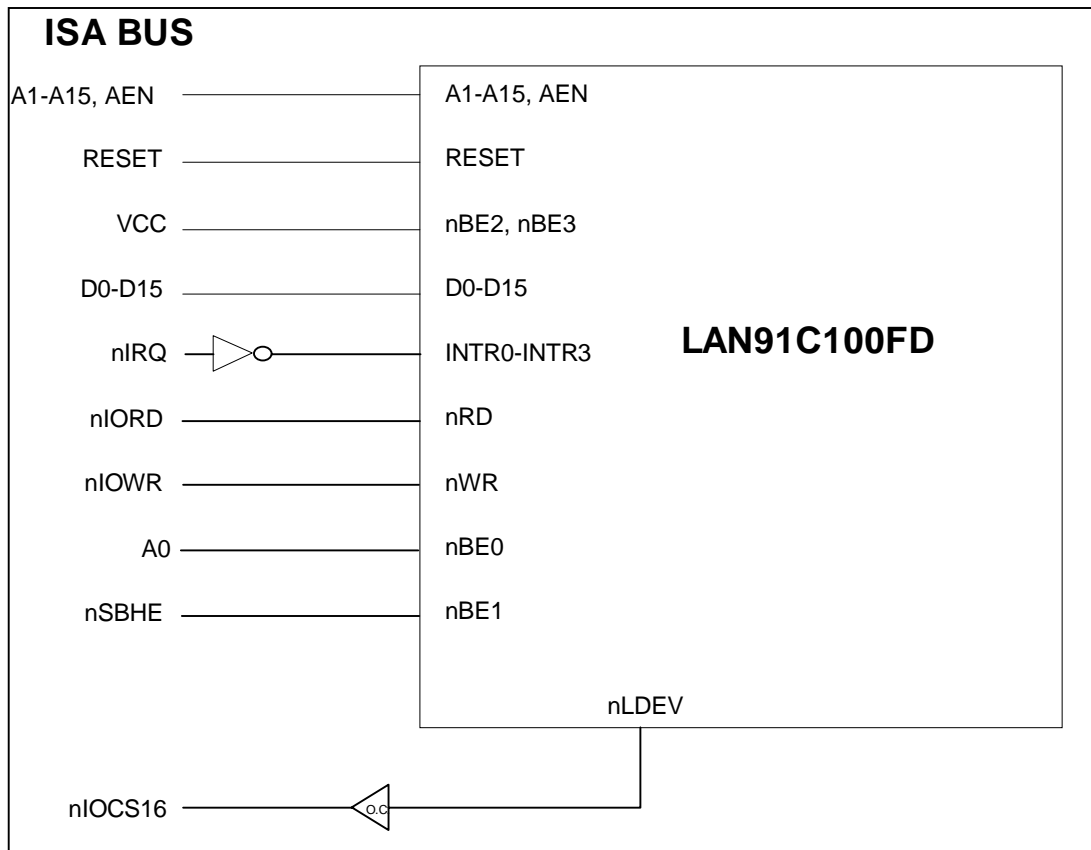 ISA BUS
A1-A15, AEN A1-A15, AEN
RESET RESET
VCC nBE2, nBE3
D0-D15 D0-D15
nIRQ INTR0-INTR3
LAN91C100FD
nIORD nRD
nIOWR nWR
A0 nBE0
nSBHE nBE1
nLDEV
nIOCS16 O.C